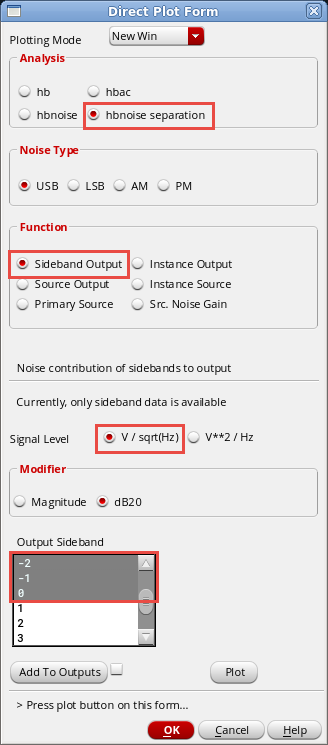 Direct Plot Form
Plotting Mode New Win
Analysis
hb hbac
hbnoise hbnoise separation
Noise Type
USB LSB AM PM
Function
Sideband Output Instance Output
Source Output Instance Source
Primary Source Src. Noise Gain
Noise contribution of sidebands to output
Currently, only sideband data is available
Signal Level V / sqrt(Hz) V**2 / Hz
Modifier
Magnitude dB20
Output Sideband
-2
-1
0
1
2
3
Add To Outputs Plot
> Press plot button on this form...
OK Cancel Help